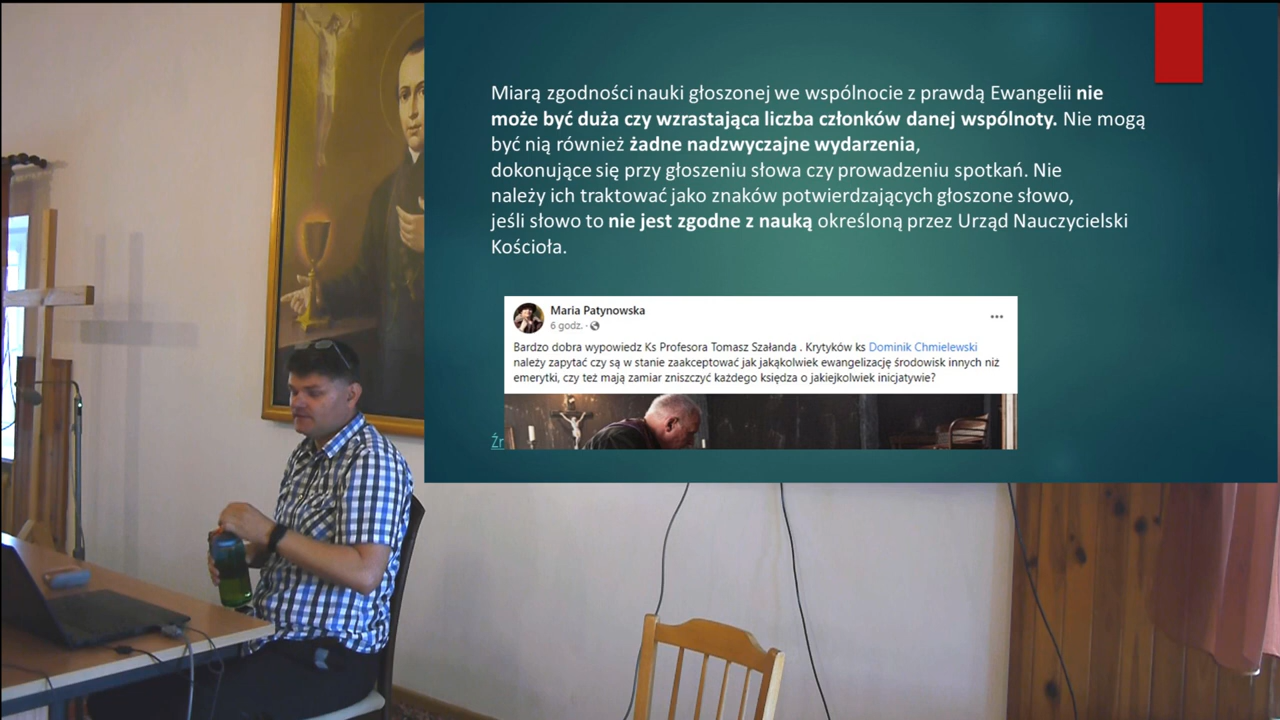 Miarą zgodności nauki głoszonej we wspólnocie z prawdą Ewangelii nie
może być duża czy wzrastająca liczba członków danej wspólnoty. Nie mogą
być nią również żadne nadzwyczajne wydarzenia,
dokonujące się przy głoszeniu słowa czy prowadzeniu spotkań. Nie
należy ich traktować jako znaków potwierdzających głoszone słowo,
jeśli słowo to nie jest zgodne z nauką określoną przez Urząd Nauczycielski
Kościoła.
Maria Patynowska
6 godz. ·
Bardzo dobra wypowiedz Ks Profesora Tomasz Szałanda . Krytyków ks Dominik Chmielewski
należy zapytać czy są w stanie zaakceptować jak jakąkolwiek ewangelizację środowisk innych niż
emerytki, czy też mają zamiar zniszczyć każdego księdza o jakiejkolwiek inicjatywie?
Źr